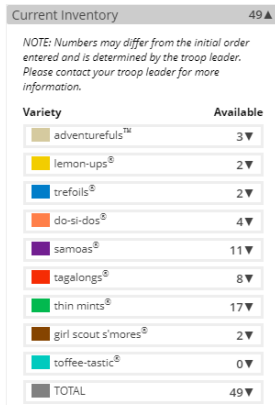 Current Inventory 49▲
NOTE: Numbers may differ from the initial order
entered and is determined by the troop leader.
Please contact your troop leader for more
information.
Variety Available
adventurefuls™ 3▼
lemon-ups® 2▼
trefoils® 2▼
do-si-dos® 4▼
samoas® 11▼
tagalongs® 8▼
thin mints® 17▼
girl scout s'mores® 2▼
toffee-tastic® 0▼
TOTAL 49▼